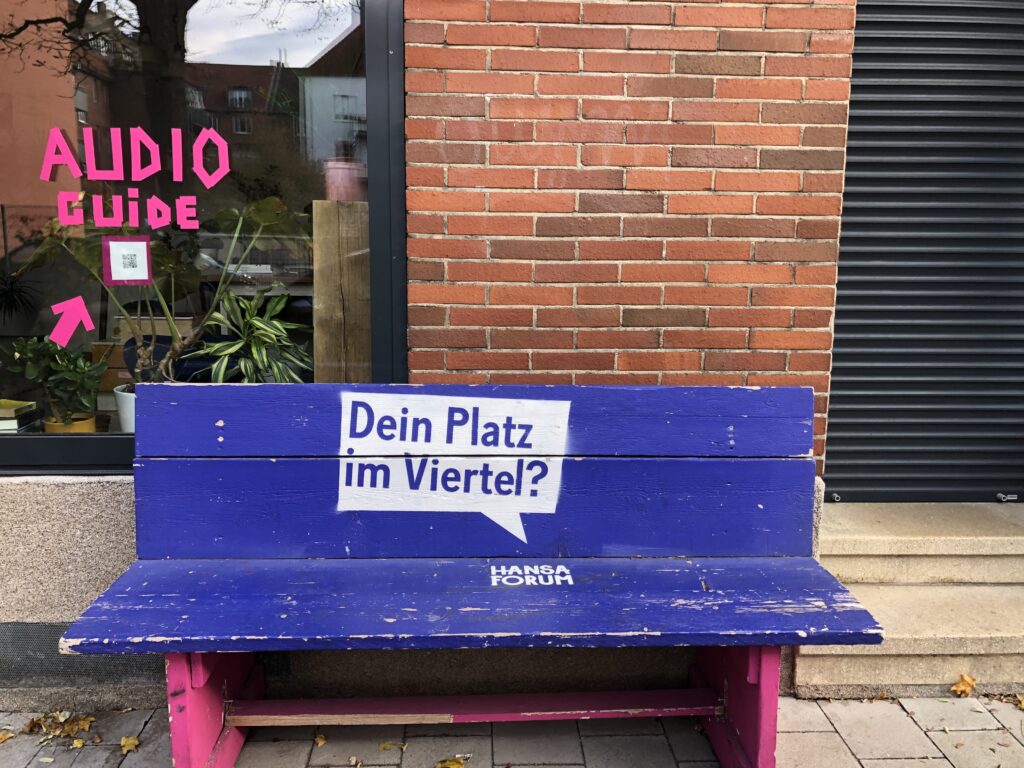 AUDIO
GUiDE
Dein Platz
im Viertel?
HANSA
FORUM